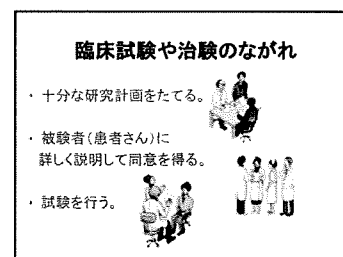 臨床試験や治験のながれ
・ 十分な研究計画をたてる。
・ 被験者(患者さん)に
詳しく説明して同意を得る。
・ 試験を行う。